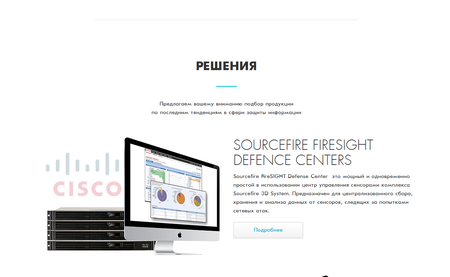 РЕШЕНИЯ
Предлагаем вашему вниманию подбор продукции
по последним тенденциям в сфере защиты информации
SOURCEFIRE FIRESIGHT
DEFENCE CENTERS
CISCO
Sourcefire FireSIGHT Defense Center это мощный и одновременно
простой в использовании центр управления сенсорами комплекса
Sourcefire 3D System. Предназначен для централизованного сбора,
хранения и анализа данных от сенсоров, следящих за попытками
сетевых атак.
Подробнее